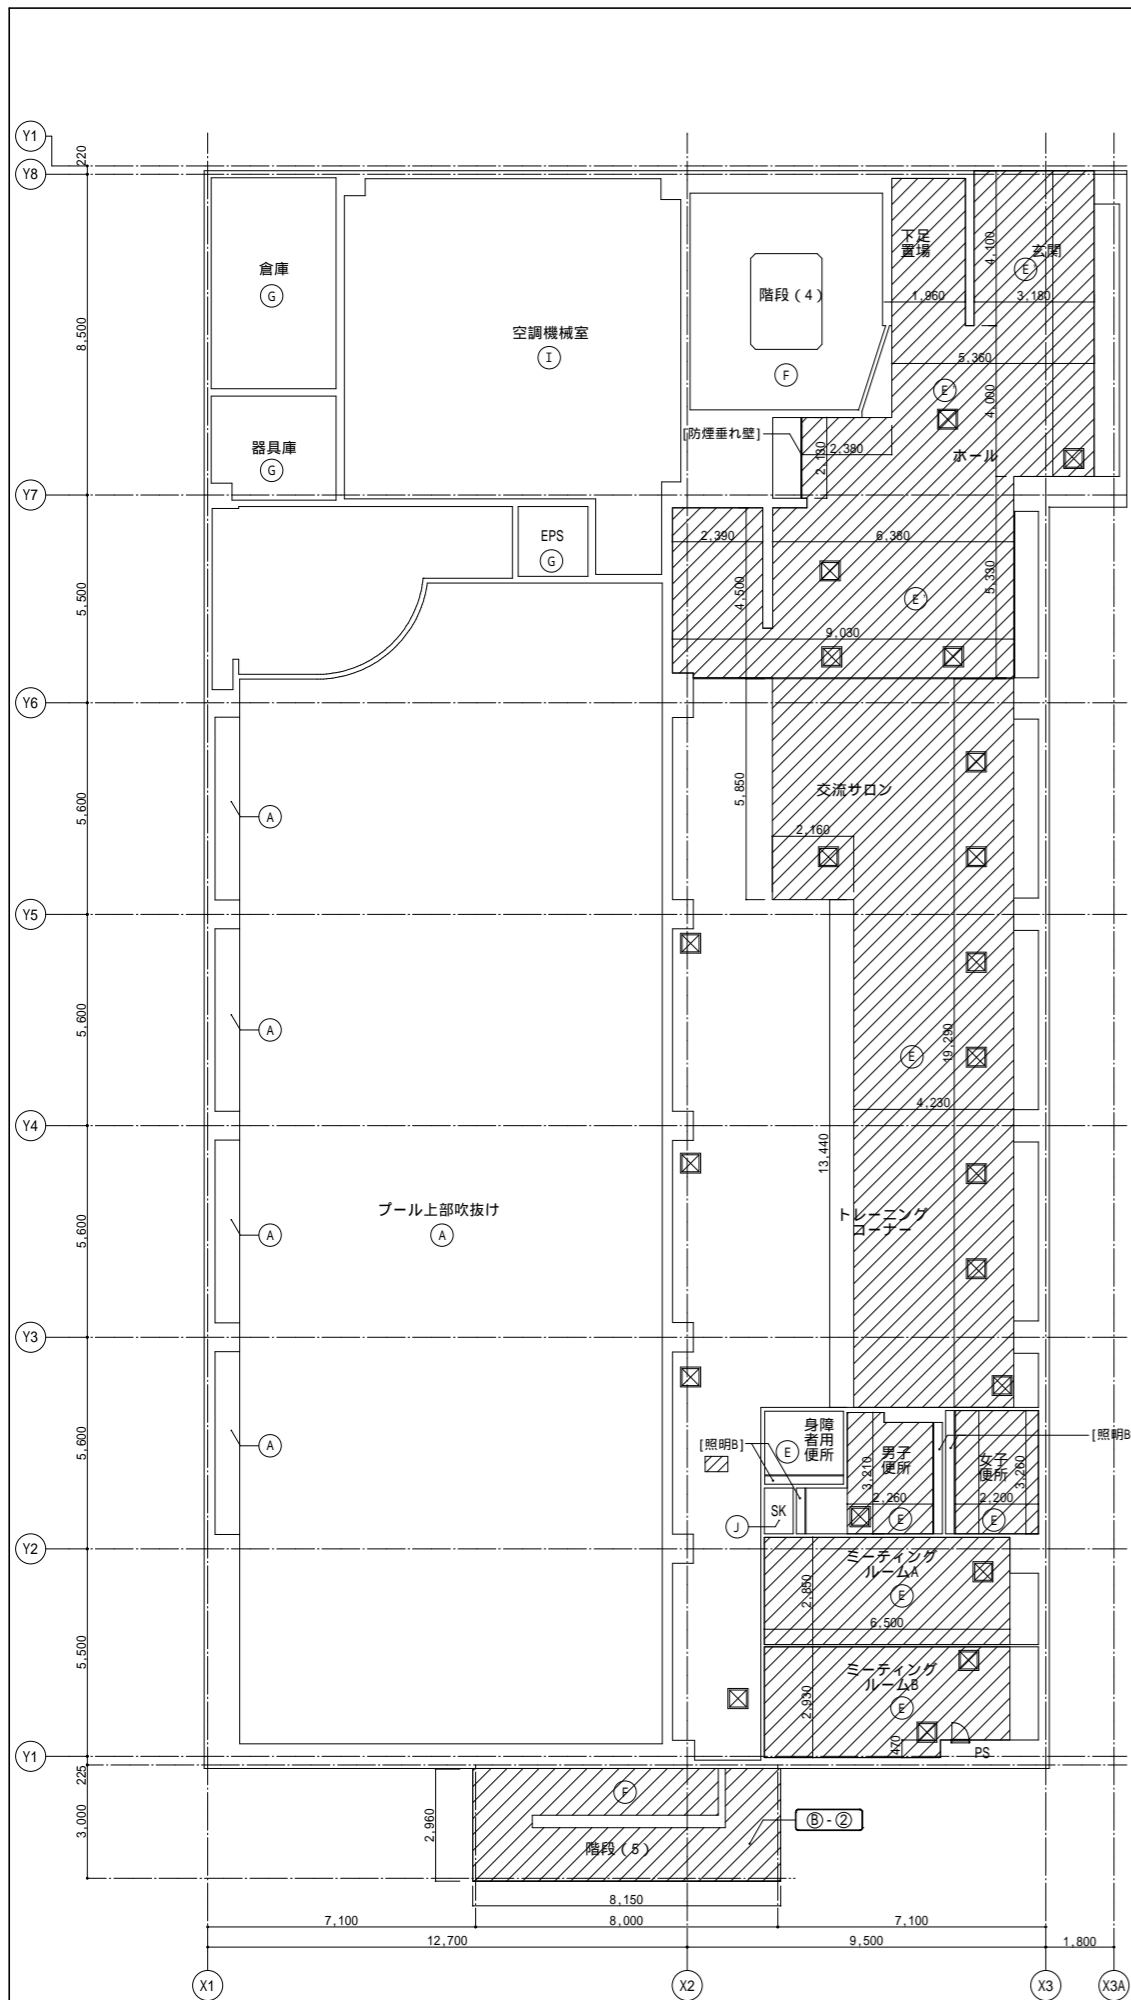 Y1
220
Y8
下足
置場
4,100
玄関
E
倉庫
G
階段(4)
1,960
3,180
8,500
空調機械室
I
F
5,360
E'
4,090
[防煙垂れ壁]
2,380
2,130
ホール
器具庫
G
Y7
EPS
G
2,390
6,380
5,330
5,500
4,500
E'
9,030
Y6
5,600
A
5,850
交流サロン
2,160
Y5
5,600
A
19,290
E
4,230
Y4
13,440
5,600
A
プール上部吹抜け
A
トレーニング
コーナー
Y3
5,600
A
[照明B]
身障
者用
便所
E
男子
便所
3,210
2,260
E
女子
便所
3,260
2,200
E
[照明B
SK
J
Y2
ミーティング
ルームA
E
2,850
6,500
5,500
ミーティング
ルームB
E
2,930
470
PS
Y1
225
3,000
2,960
F
階段(5)
B - 2
8,150
7,100
8,000
7,100
12,700
9,500
1,800
X1
X2
X3
X3A